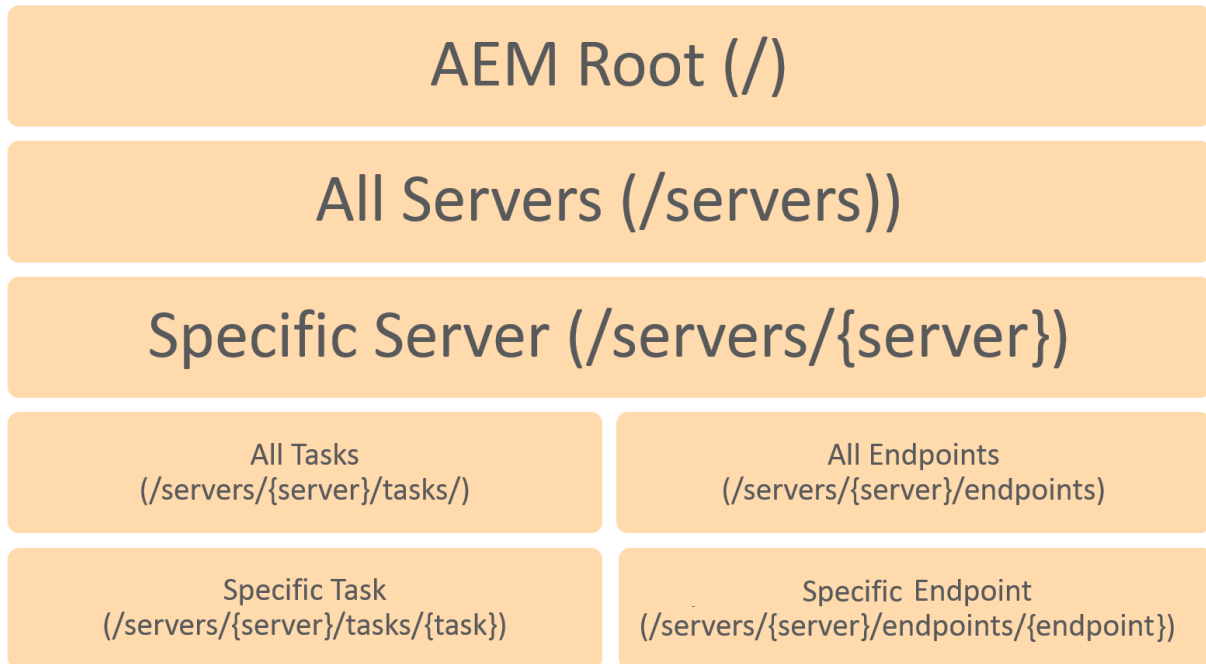 AEM Root (/)
All Servers (/servers))
Specific Server (/servers/{server})
All Tasks
(/servers/{server}/tasks/)
All Endpoints
(/servers/{server}/endpoints)
Specific Task
(/servers/{server}/tasks/{task})
Specific Endpoint
(/servers/{server}/endpoints/{endpoint})